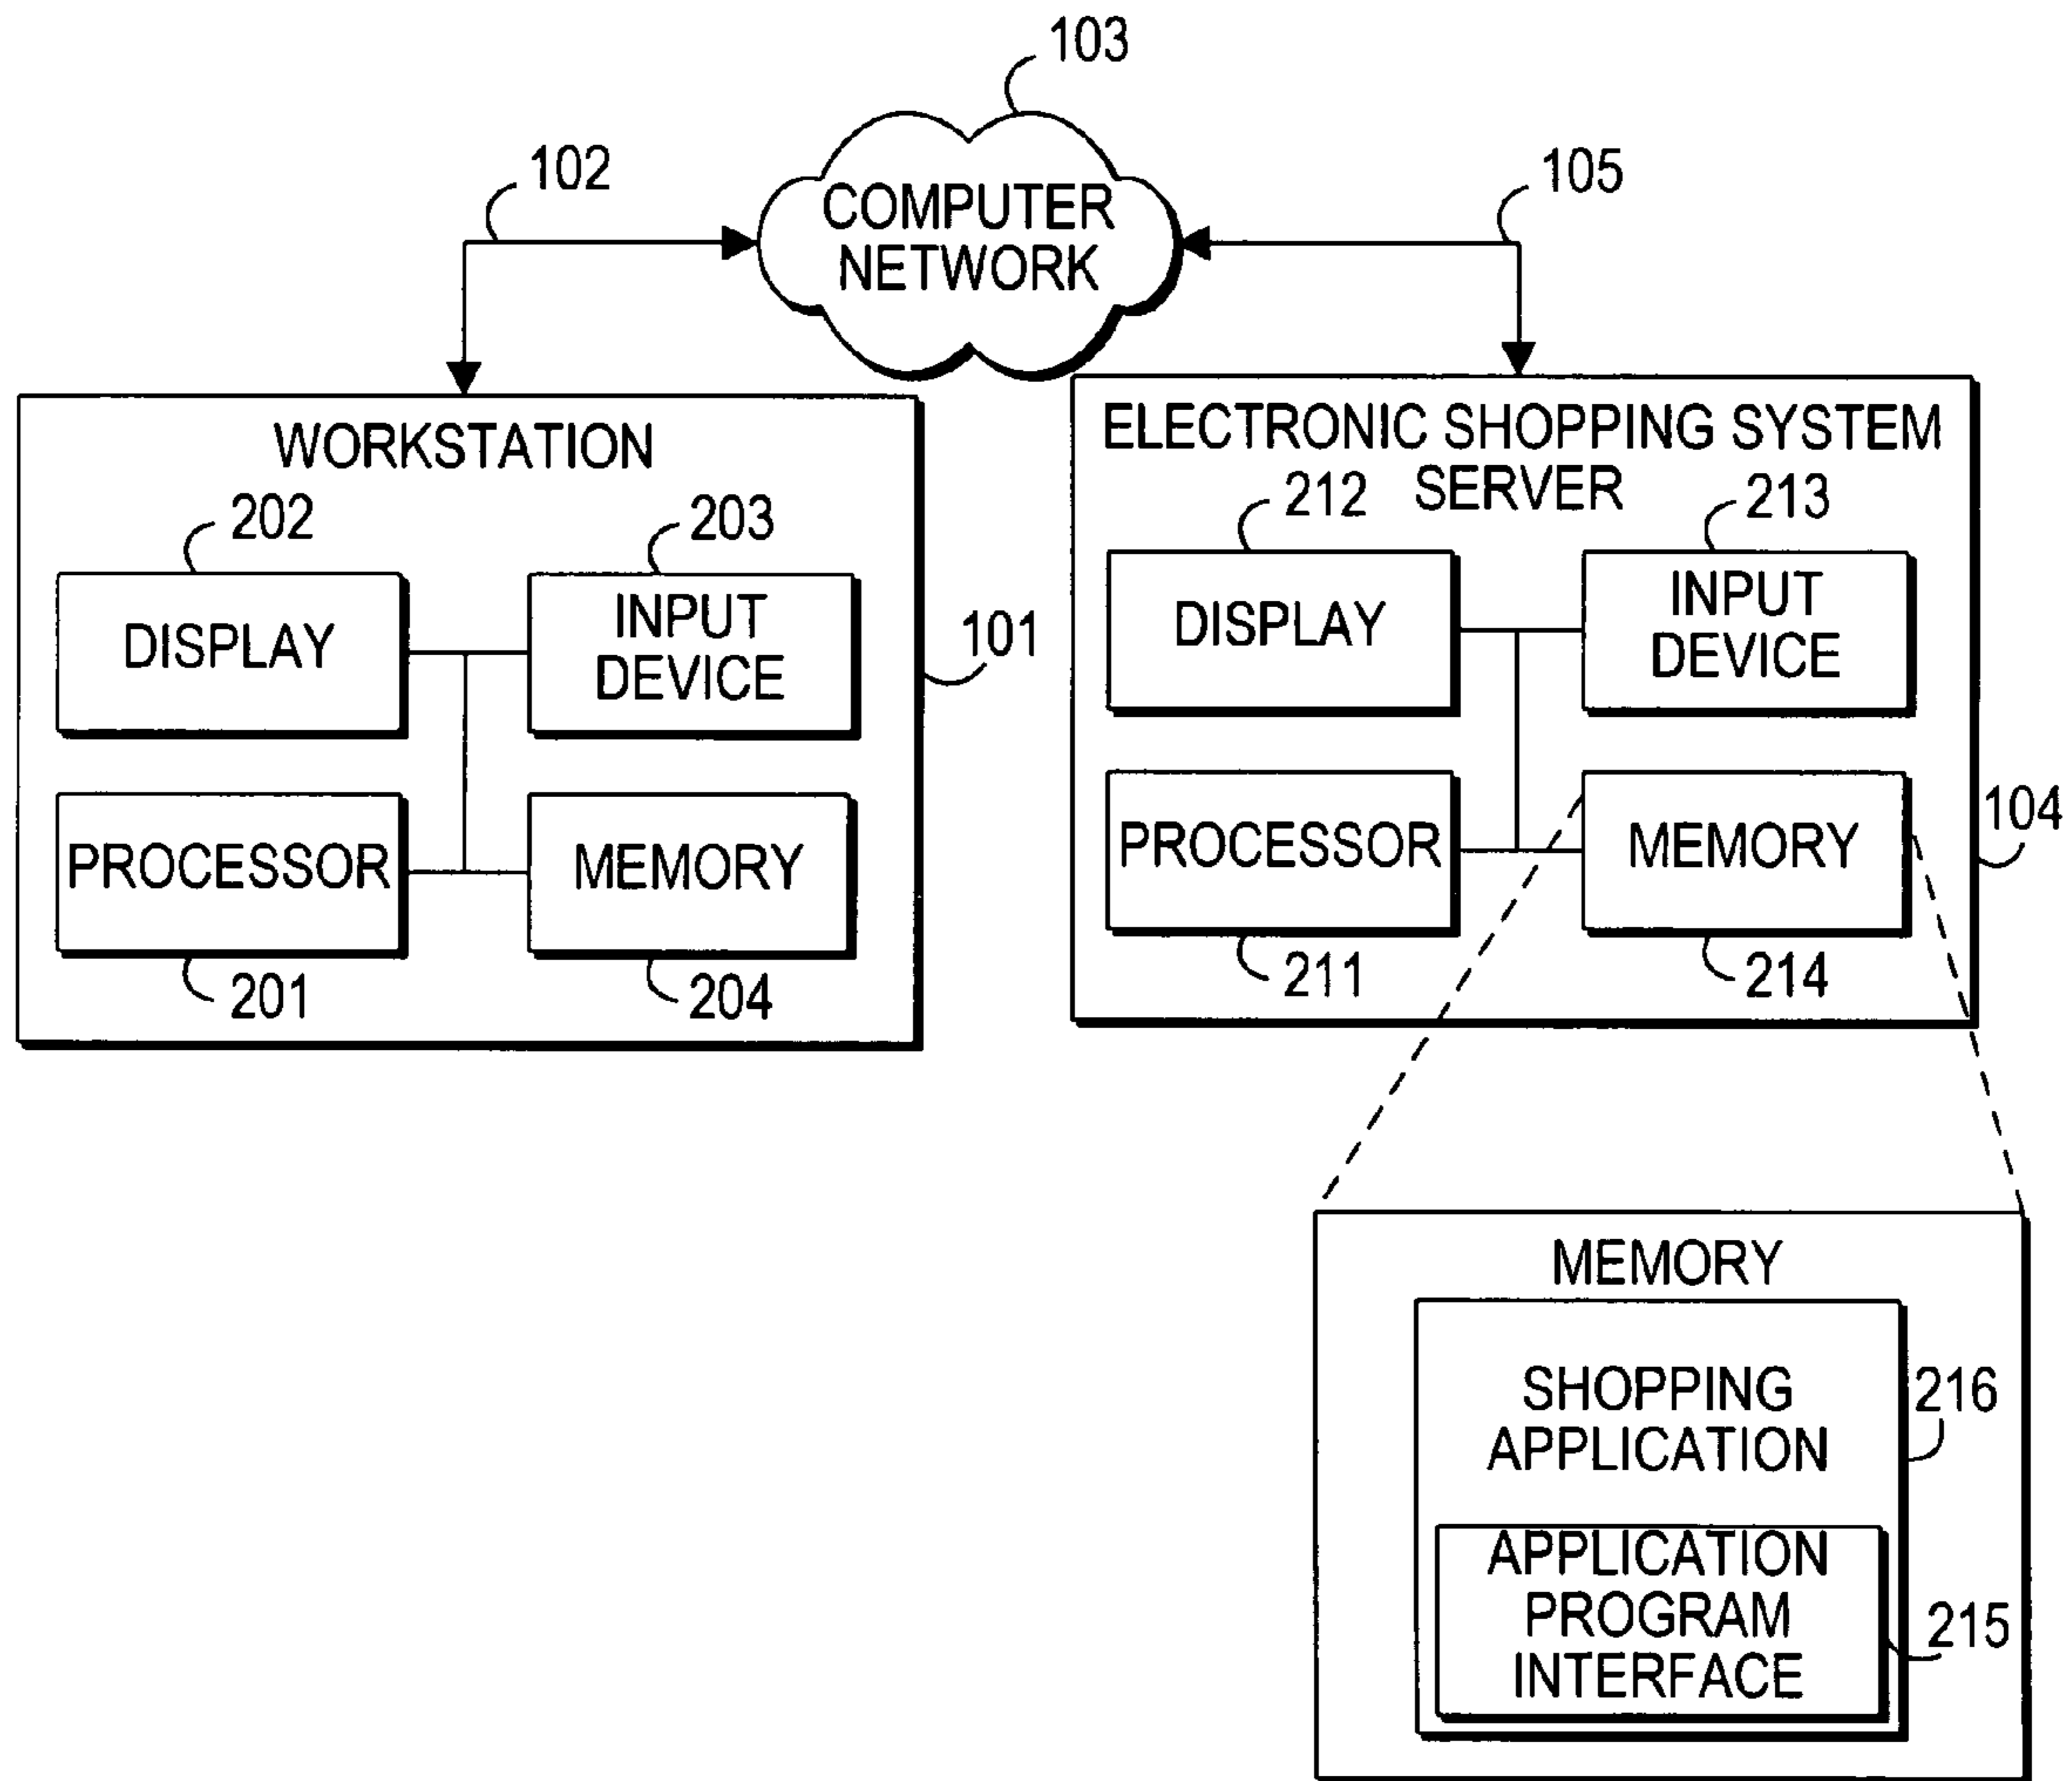 103
102
105
COMPUTER
NETWORK
WORKSTATION
202
203
DISPLAY
INPUT
DEVICE
101
PROCESSOR
MEMORY
201
204
ELECTRONIC SHOPPING SYSTEM
SERVER
212
213
DISPLAY
INPUT
DEVICE
PROCESSOR
MEMORY
104
211
214
MEMORY
SHOPPING
APPLICATION
216
APPLICATION
PROGRAM
INTERFACE
215